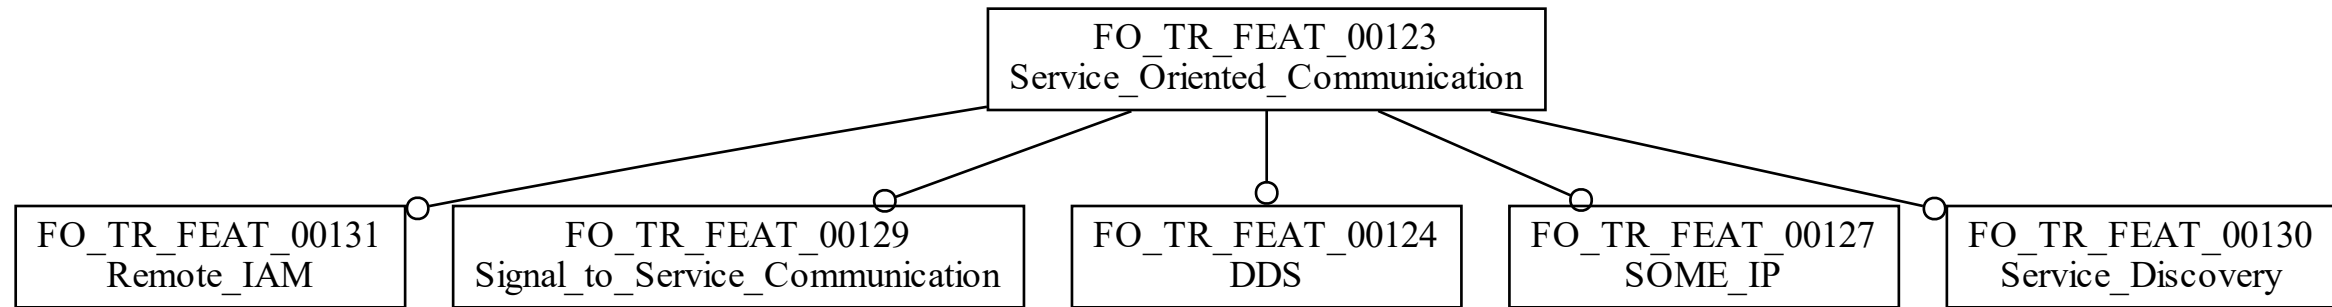 FO_TR_FEAT_00123
Service_Oriented_Communication
FO_TR_FEAT_00131
Remote_IAM
FO_TR_FEAT_00129
Signal_to_Service_Communication
FO_TR_FEAT_00124
DDS
FO_TR_FEAT_00127
SOME_IP
FO_TR_FEAT_00130
Service_Discovery